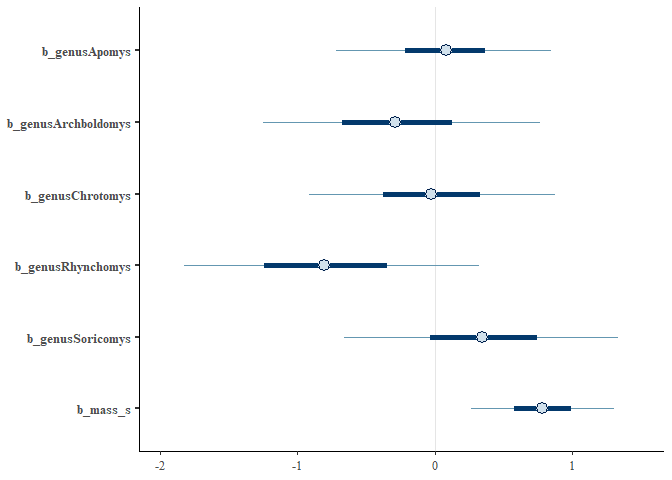 b_genusApomys
b_genusArchboldomys
b_genusChrotomys
b_genusRhynchomys
b_genusSoricomys
b_mass_s
-2 -1 0 1